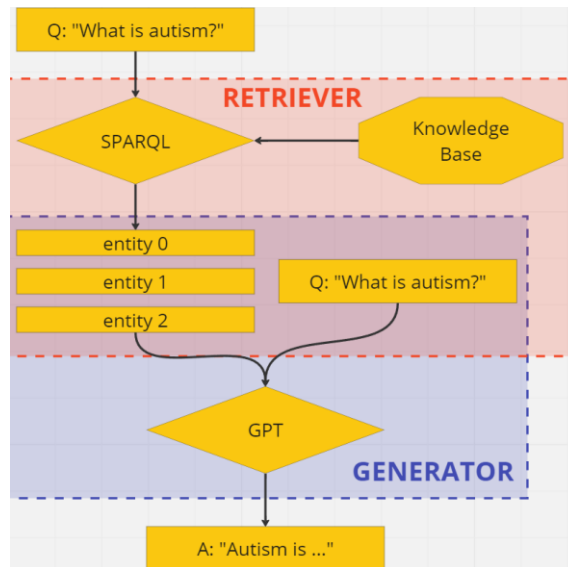 Q: "What is autism?"
RETRIEVER
SPARQL
Knowledge
Base
entity 0
entity 1
Q: "What is autism?"
entity 2
GPT
GENERATOR
A: "Autism is ..."